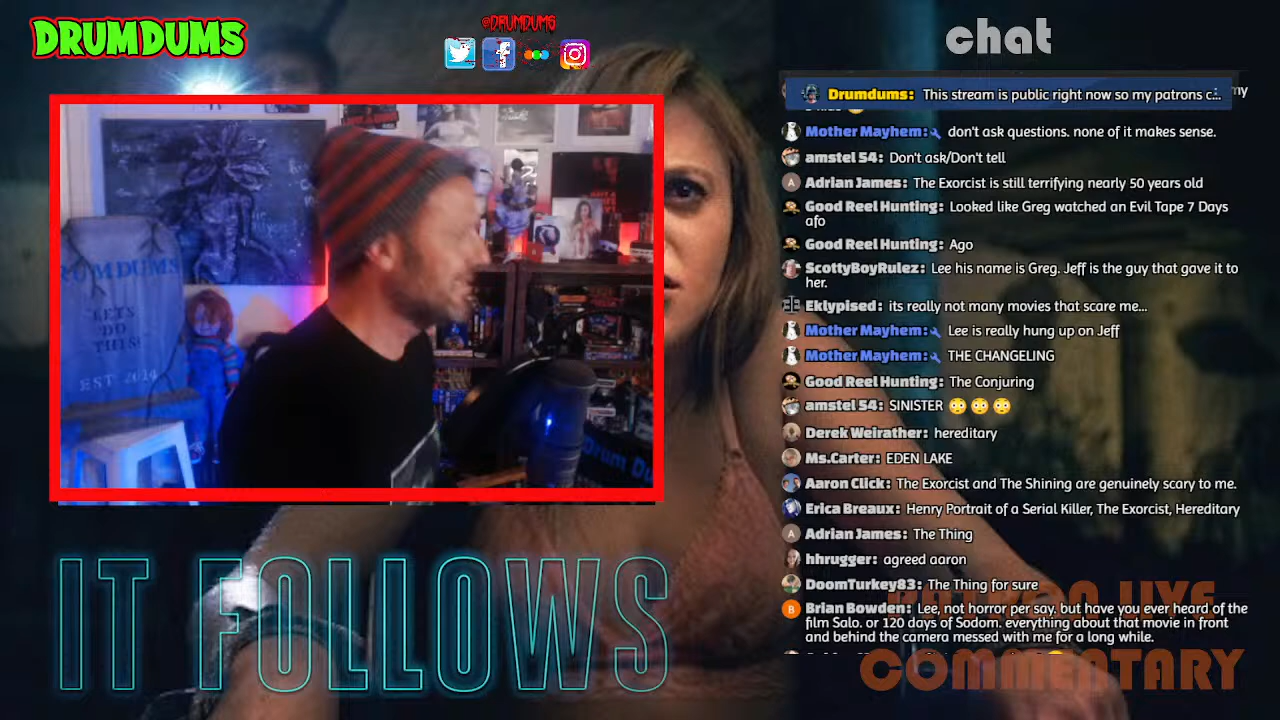 DRUMDUMS
@DRUMDUMS
chat
Drumdums: This stream is public right now so my patrons c...
my
Mother Mayhem: don't ask questions. none of it makes sense.
amstel 54: Don't ask/Don't tell
Adrian James: The Exorcist is still terrifying nearly 50 years old
Good Reel Hunting: Looked like Greg watched an Evil Tape 7 Days
afo
Good Reel Hunting: Ago
ScottyBoyRulez: Lee his name is Greg. Jeff is the guy that gave it to
her.
Eklypised: its really not many movies that scare me...
Mother Mayhem: Lee is really hung up on Jeff
Mother Mayhem: THE CHANGELING
Good Reel Hunting: The Conjuring
amstel 54: SINISTER 😳 😳 😳
Derek Weirather: hereditary
Ms.Carter: EDEN LAKE
Aaron Click: The Exorcist and The Shining are genuinely scary to me.
Erica Breaux: Henry Portrait of a Serial Killer, The Exorcist, Hereditary
Adrian James: The Thing
hhrugger: agreed aaron
DoomTurkey83: The Thing for sure
Brian Bowden: Lee, not horror per say. but have you ever heard of the
film Salo. or 120 days of Sodom. everything about that movie in front
and behind the camera messed with me for a long while.
LIVE
COMMENTARY
DRUMDUMS
LETS
DO
THIS
EST. 2014
Drum Du
IT FOLLOWS